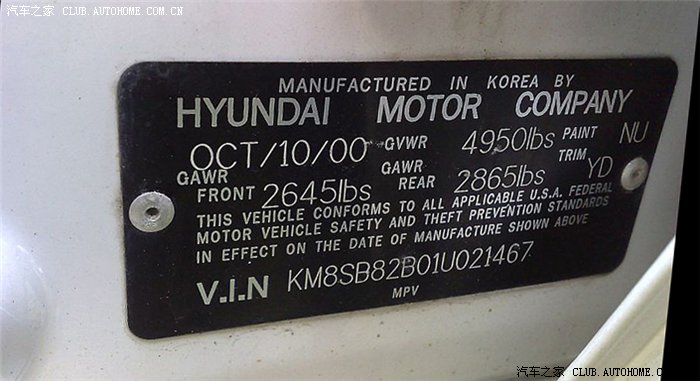 汽车之家 CLUB.AUTOHOME.COM.CN
MANUFACTURED IN KOREA BY
HYUNDAI MOTOR COMPANY
OCT/10/00 GVWR 4950lbs PAINT NU
GAWR FRONT 2645lbs GAWR REAR 2865lbs TRIM YD
THIS VEHICLE CONFORMS TO ALL APPLICABLE U.S.A. FEDERAL
MOTOR VEHICLE SAFETY AND THEFT PREVENTION STANDARDS
IN EFFECT ON THE DATE OF MANUFACTURE SHOWN ABOVE
V.I.N KM8SB82B01U021467
MPV
汽车之家 CLUB.AUTOHOME.COM.